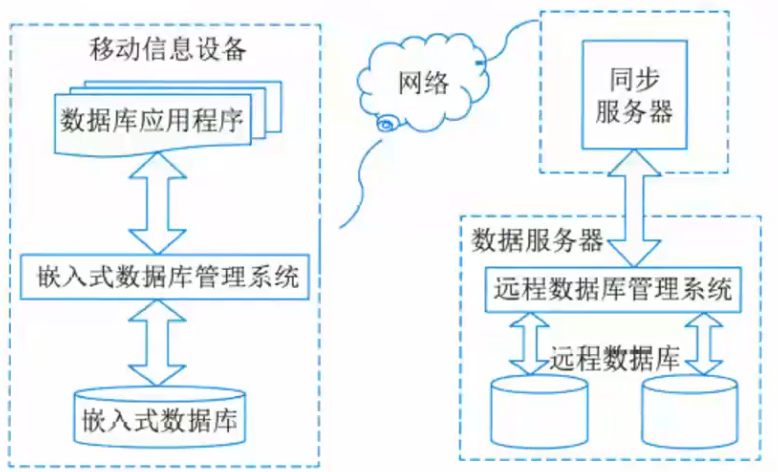 移动信息设备
数据库应用程序
嵌入式数据库管理系统
嵌入式数据库
网络
同步
服务器
数据服务器
远程数据库管理系统
远程数据库